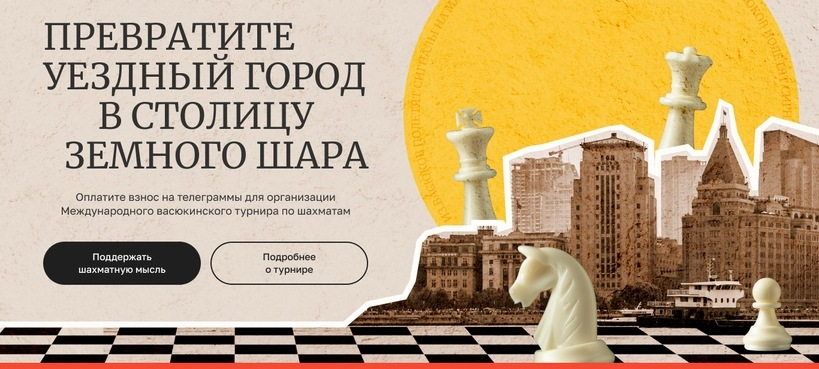 ПРЕВРАТИТЕ
УЕЗДНЫЙ ГОРОД
В СТОЛИЦУ
ЗЕМНОГО ШАРА
Оплатите взнос на телеграммы для организации
Международного васюкинского турнира по шахматам
Поддержать
шахматную мысль
Подробнее
о турнире